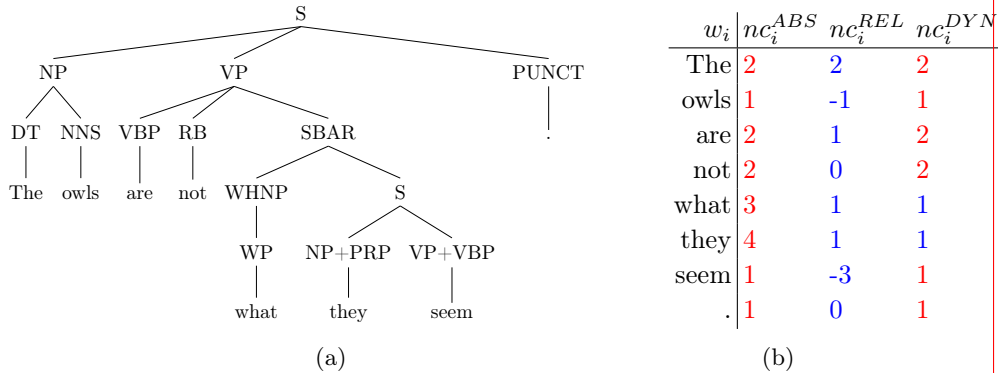 S
NP VP PUNCT
DT NNS VBP RB SBAR .
The owls are not WHNP S
WP NP+PRP VP+VBP
what they seem
(a)
w_i nc_i^{ABS} nc_i^{REL} nc_i^{DYN}
The 2 2 2
owls 1 -1 1
are 2 1 2
not 2 0 2
what 3 1 1
they 4 1 1
seem 1 -3 1
. 1 0 1
(b)